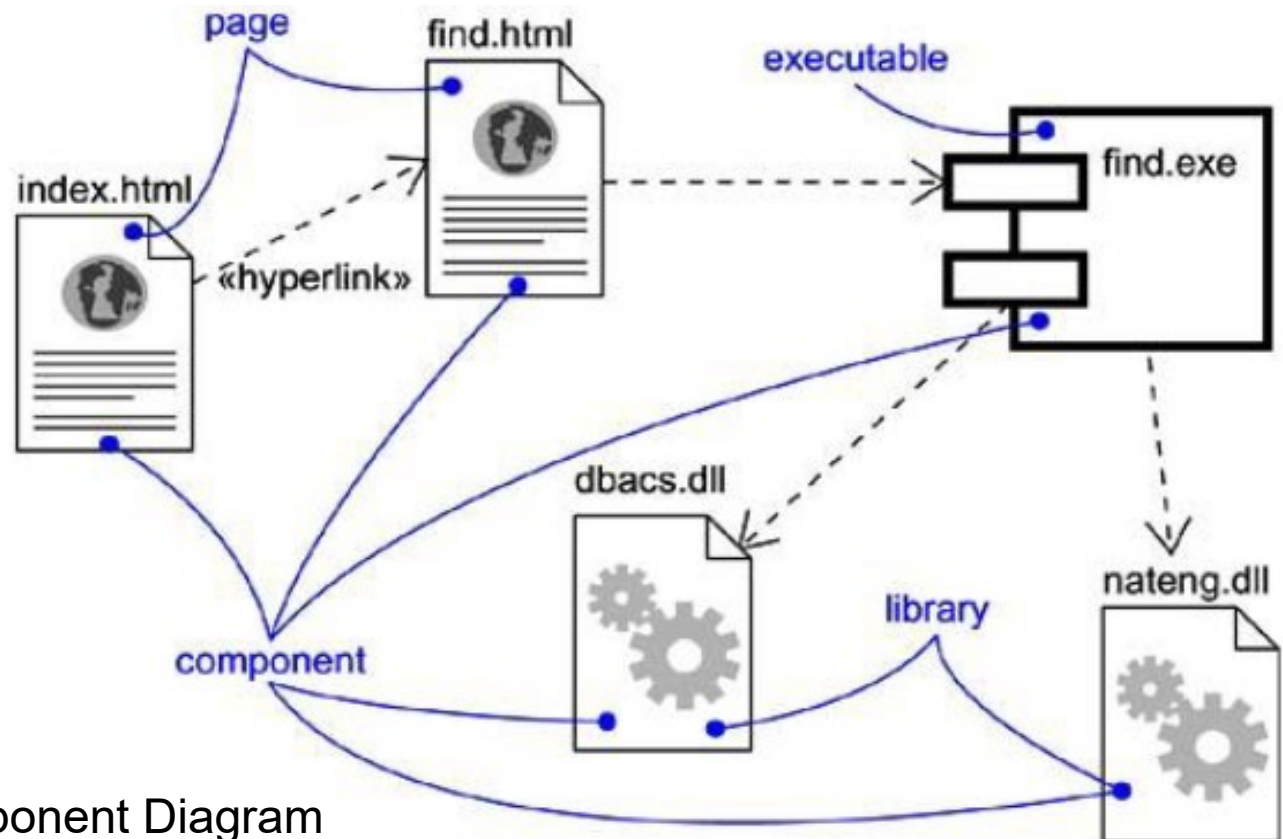 page
find.html
executable
find.exe
index.html
«hyperlink»
dbacs.dll
nateng.dll
library
component
ponent Diagram